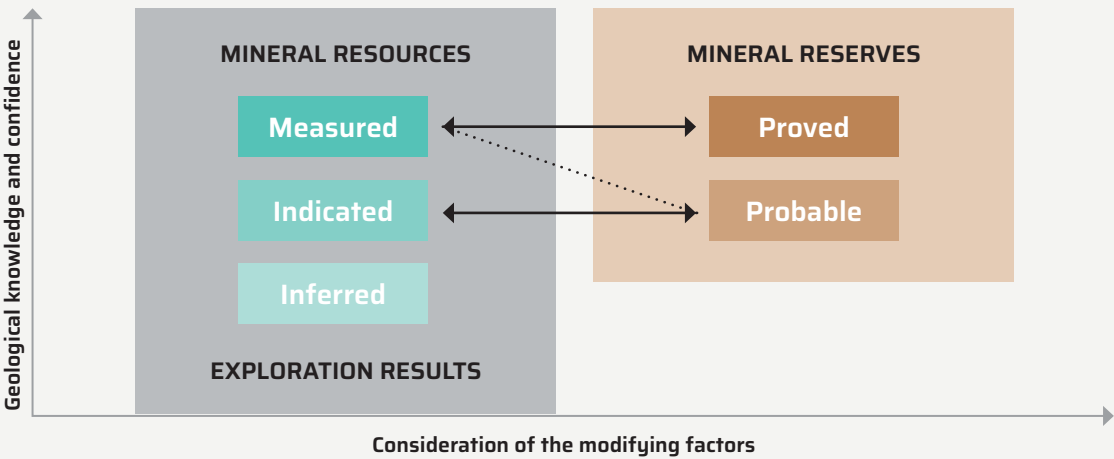 Geological knowledge and confidence
MINERAL RESOURCES
Measured
Indicated
Inferred
EXPLORATION RESULTS
MINERAL RESERVES
Proved
Probable
Consideration of the modifying factors